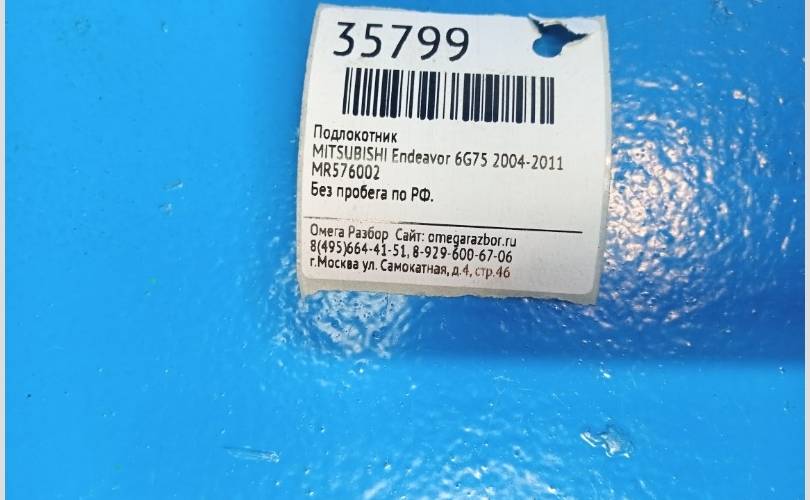 35799
Подлокотник
MITSUBISHI Endeavor 6G75 2004-2011
MR576002
Без пробега по РФ.
Омега Разбор Сайт: omegarazbor.ru
8(495)664-41-51, 8-929-600-67-06
г.Москва ул. Самокатная, д.4, стр.46